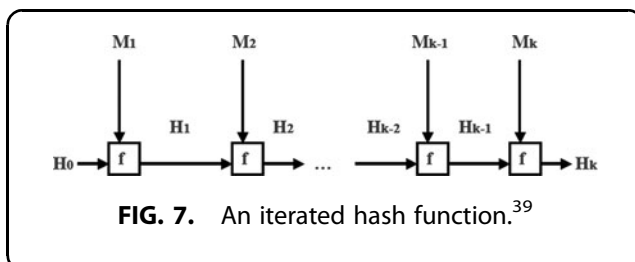 M1 M2 Mk-1 Mk
H1 H2 Hk-2 Hk-1
H0 f f ... f f Hk
FIG. 7. An iterated hash function.39